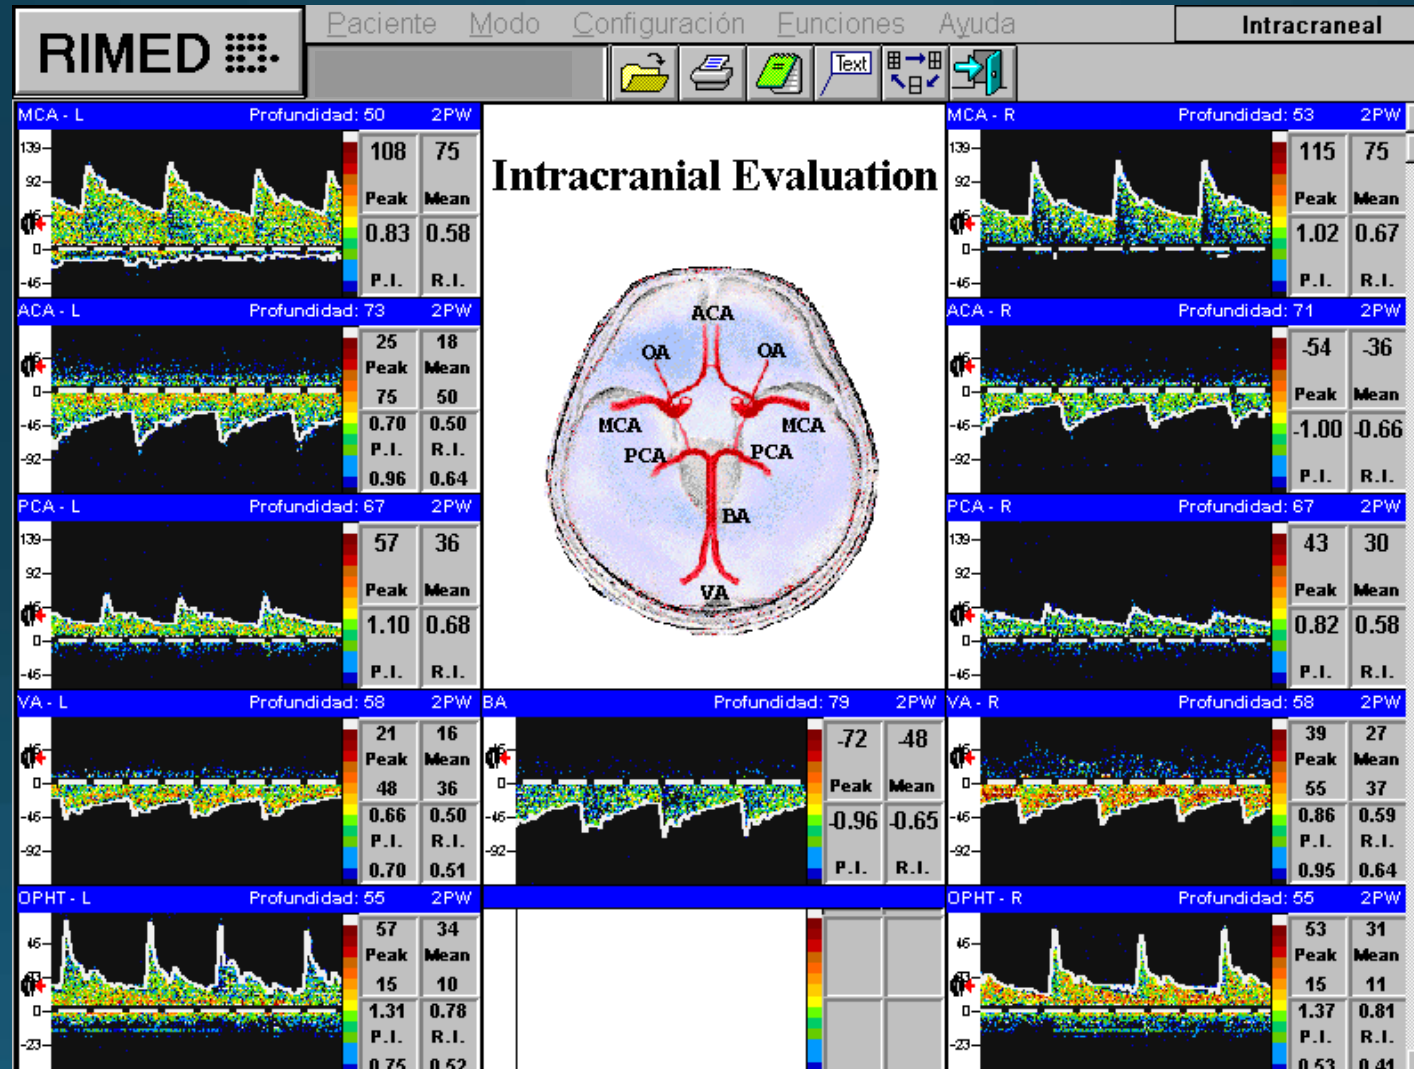 RIMED
Paciente Modo Configuración Funciones Ayuda
Intracraneal
Text
MCA - L Profundidad: 50 2PW
139
92
0
-46
108 75
Peak Mean
0.83 0.58
P.I. R.I.
Intracranial Evaluation
ACA
OA OA
MCA MCA
PCA PCA
BA
VA
MCA - R Profundidad: 53 2PW
139
92
0
-46
115 75
Peak Mean
1.02 0.67
P.I. R.I.
ACA - L Profundidad: 73 2PW
0
-46
-92
25 18
Peak Mean
75 50
0.70 0.50
P.I. R.I.
0.96 0.64
ACA - R Profundidad: 71 2PW
0
-46
-92
-54 -36
Peak Mean
-1.00 -0.66
P.I. R.I.
PCA - L Profundidad: 67 2PW
139
92
0
-46
57 36
Peak Mean
1.10 0.68
P.I. R.I.
PCA - R Profundidad: 67 2PW
139
92
0
-46
43 30
Peak Mean
0.82 0.58
P.I. R.I.
VA - L Profundidad: 58 2PW
0
-46
-92
21 16
Peak Mean
48 36
0.66 0.50
P.I. R.I.
0.70 0.51
BA Profundidad: 79 2PW
0
-46
-92
-72 -48
Peak Mean
-0.96 -0.65
P.I. R.I.
VA - R Profundidad: 58 2PW
0
-46
-92
39 27
Peak Mean
55 37
0.86 0.59
P.I. R.I.
0.95 0.64
OPHT - L Profundidad: 55 2PW
46
0
-23
57 34
Peak Mean
15 10
1.31 0.78
P.I. R.I.
0.75 0.52
OPHT - R Profundidad: 55 2PW
46
0
-23
53 31
Peak Mean
15 11
1.37 0.81
P.I. R.I.
0.53 0.41